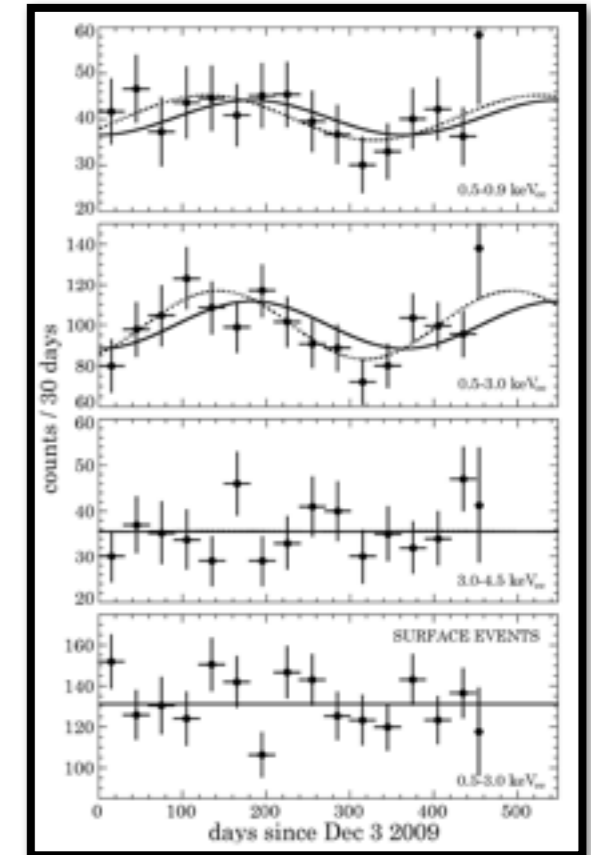 counts / 30 days
60
50
40
30
20
0.5-0.9 keVee
140
120
100
80
60
0.5-3.0 keVee
60
50
40
30
20
3.0-4.5 keVee
SURFACE EVENTS
160
140
120
100
0.5-3.0 keVee
0 100 200 300 400 500
days since Dec 3 2009